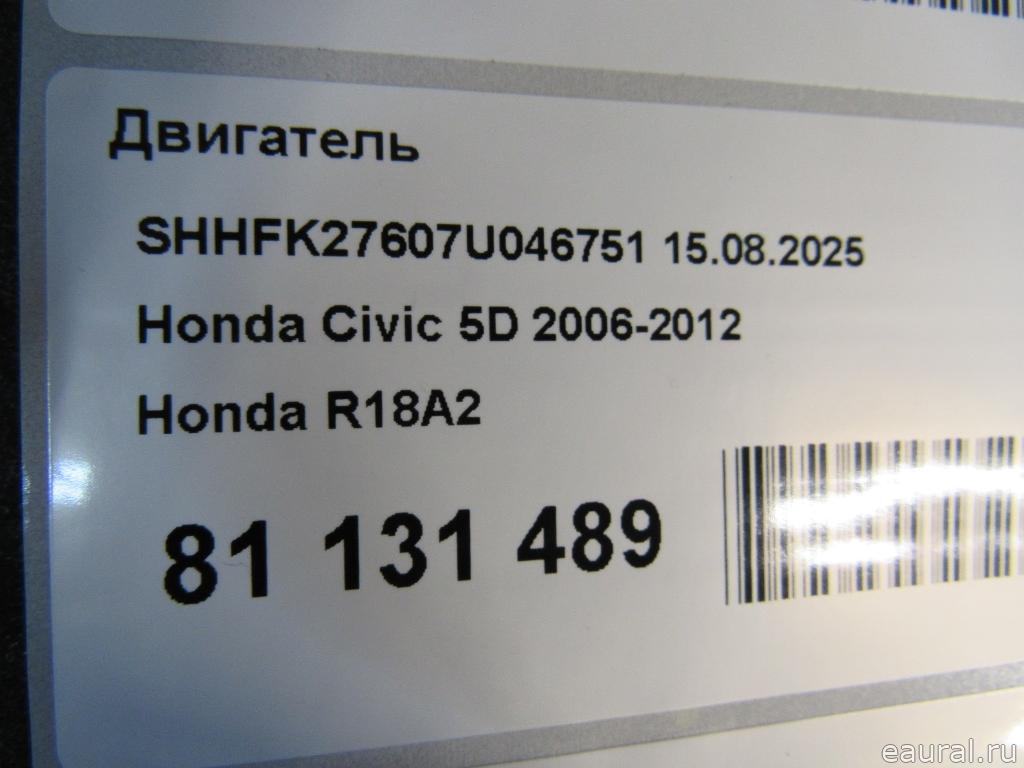 Двигатель
SHHFK27607U046751 15.08.2025
Honda Civic 5D 2006-2012
Honda R18A2
81 131 489
eaural.ru